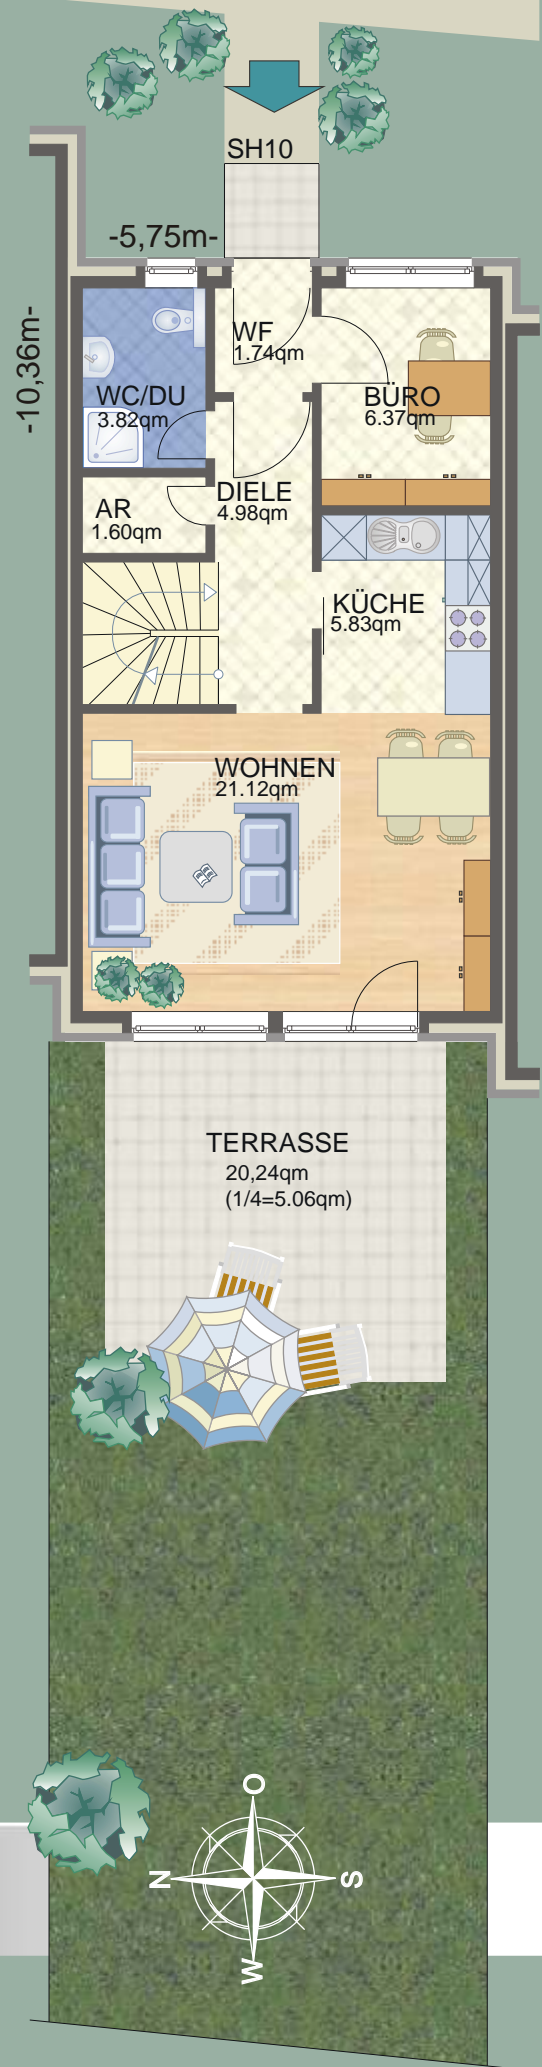 SH10
-5,75m-
-10,36m-
WF
1.74qm
WC/DU
3.82qm
BÜRO
6.37qm
AR
1.60qm
DIELE
4.98qm
KÜCHE
5.83qm
WOHNEN
21.12qm
TERRASSE
20,24qm
(1/4=5.06qm)
O
N
S
W